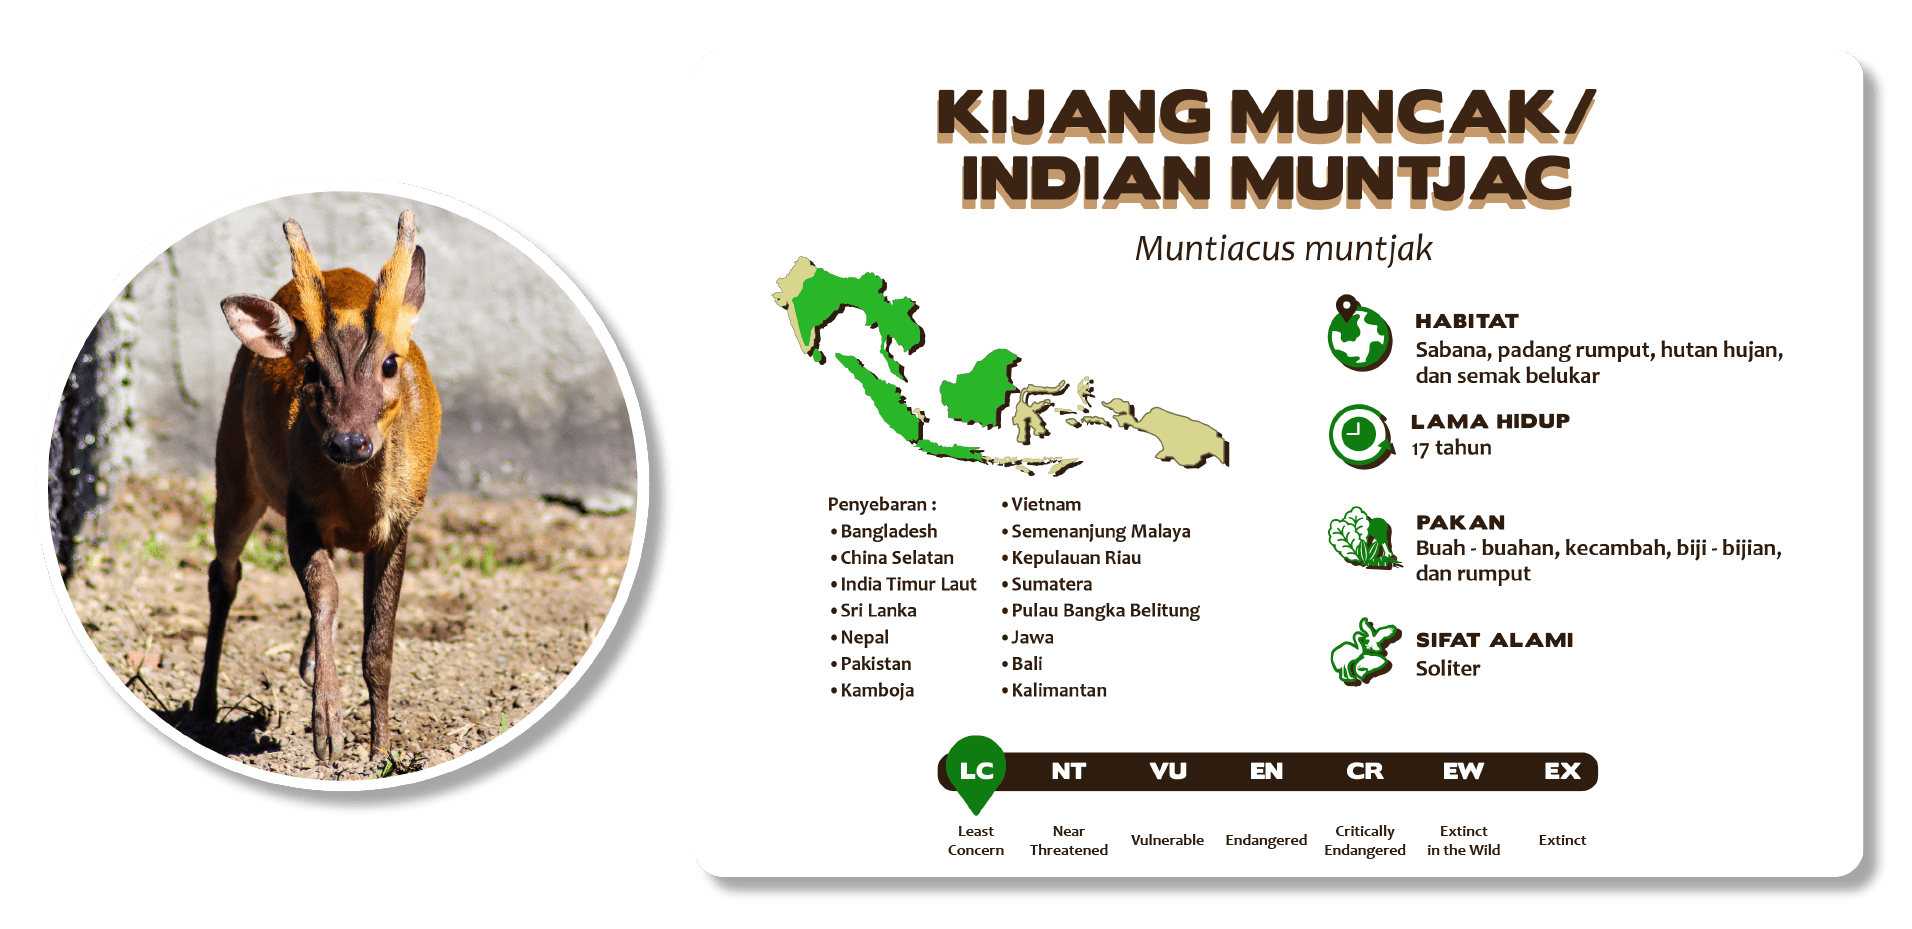 KIJANG MUNCAK/
INDIAN MUNTJAC
Muntiacus muntjak
Penyebaran :
• Bangladesh
• China Selatan
• India Timur Laut
• Sri Lanka
• Nepal
• Pakistan
• Kamboja
• Vietnam
• Semenanjung Malaya
• Kepulauan Riau
• Sumatera
• Pulau Bangka Belitung
• Jawa
• Bali
• Kalimantan
HABITAT
Sabana, padang rumput, hutan hujan,
dan semak belukar
LAMA HIDUP
17 tahun
PAKAN
Buah - buahan, kecambah, biji - bijian,
dan rumput
SIFAT ALAMI
Soliter
LC NT VU EN CR EW EX
Least Concern
Near Threatened
Vulnerable
Endangered
Critically Endangered
Extinct in the Wild
Extinct